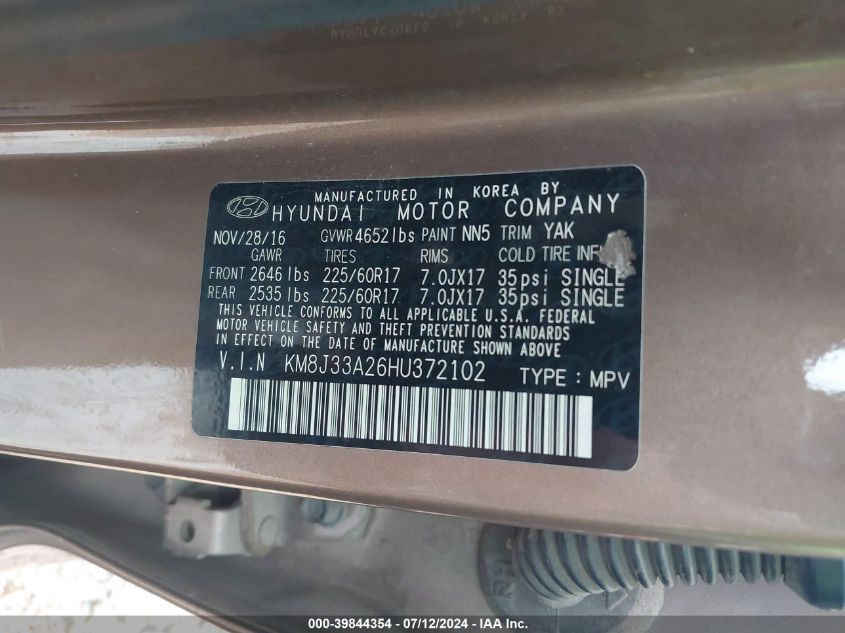 MANUFACTURED IN KOREA BY
HYUNDAI MOTOR COMPANY
NOV/28/16 GVWR 4652 lbs PAINT NN5 TRIM YAK
GAWR TIRES RIMS COLD TIRE INF
FRONT 2646 lbs 225/60R17 7.0JX17 35psi SINGLE
REAR 2535 lbs 225/60R17 7.0JX17 35psi SINGLE
THIS VEHICLE CONFORMS TO ALL APPLICABLE U.S.A. FEDERAL
MOTOR VEHICLE SAFETY AND THEFT PREVENTION STANDARDS
IN EFFECT ON THE DATE OF MANUFACTURE SHOWN ABOVE
V.I.N KM8J33A26HU372102 TYPE : MPV
000-39844354 / 07/12/2024 - IAA Inc.